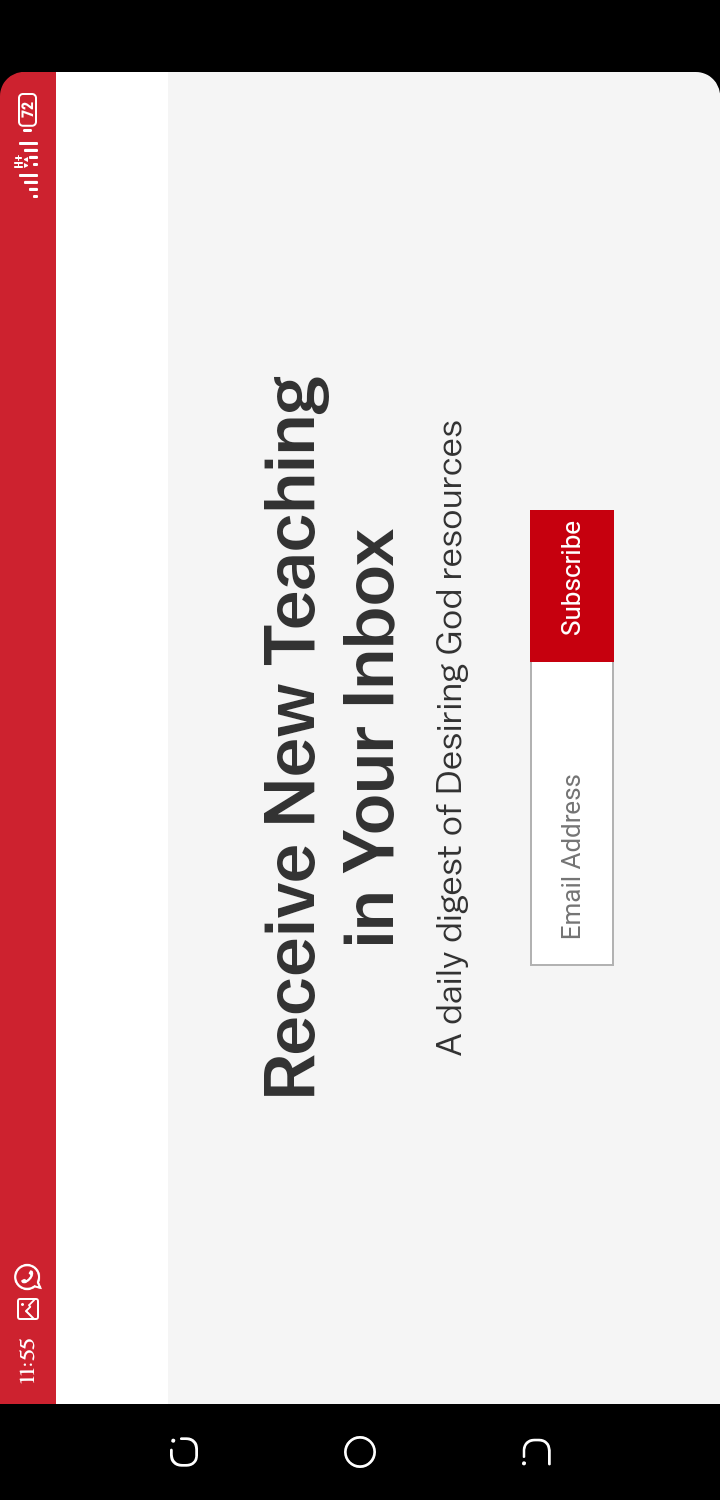 11:55
H+
72
Receive New Teaching
in Your Inbox
A daily digest of Desiring God resources
Email Address
Subscribe